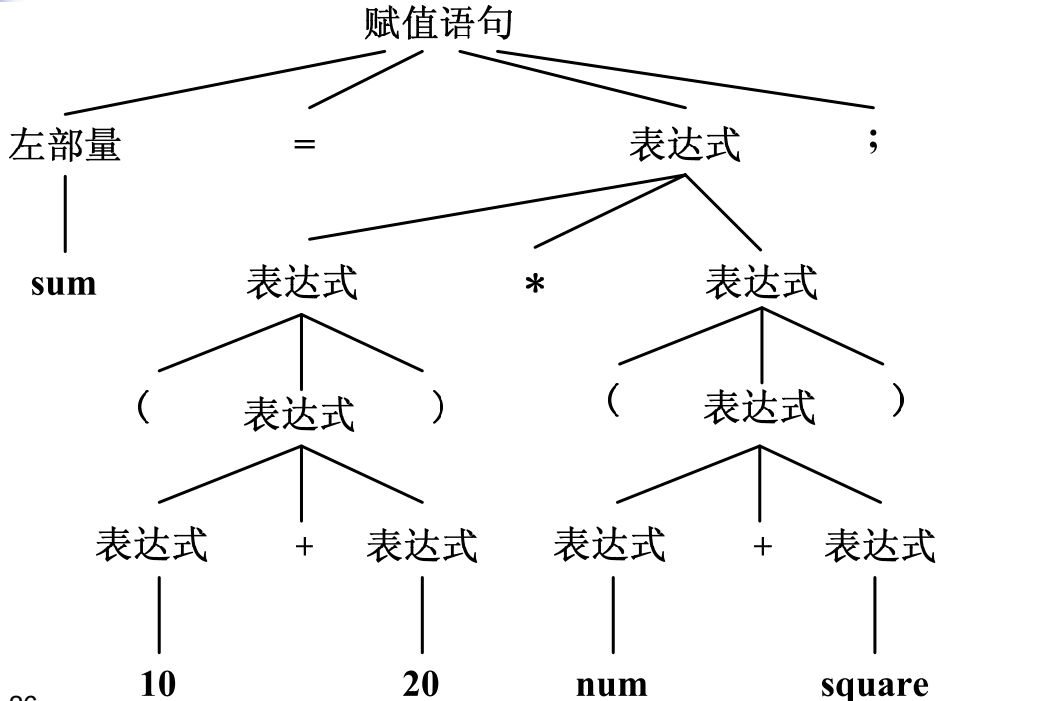 赋值语句
左部量 = 表达式 ;
sum 表达式 * 表达式
( 表达式 ) ( 表达式 )
表达式 + 表达式 表达式 + 表达式
10 20 num square